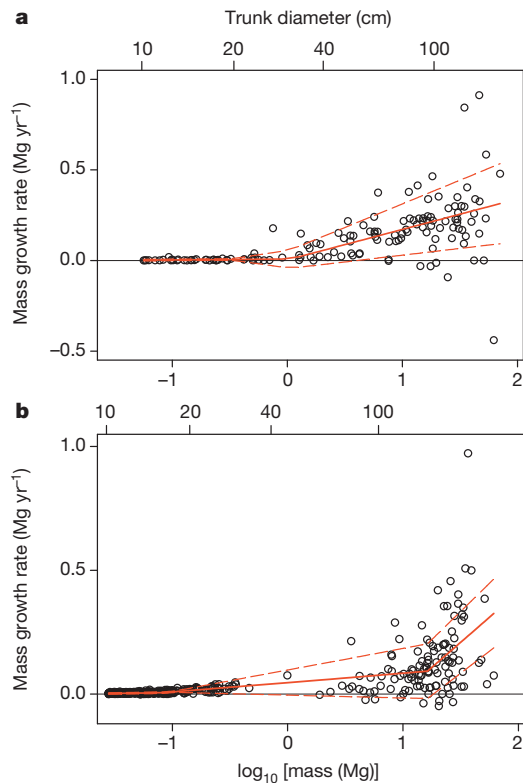 a
Trunk diameter (cm)
10 20 40 100
1.0
0.5
0.0
−0.5
Mass growth rate (Mg yr⁻¹)
−1 0 1 2
b
10 20 40 100
1.0
0.5
0.0
Mass growth rate (Mg yr⁻¹)
−1 0 1 2
log₁₀ [mass (Mg)]